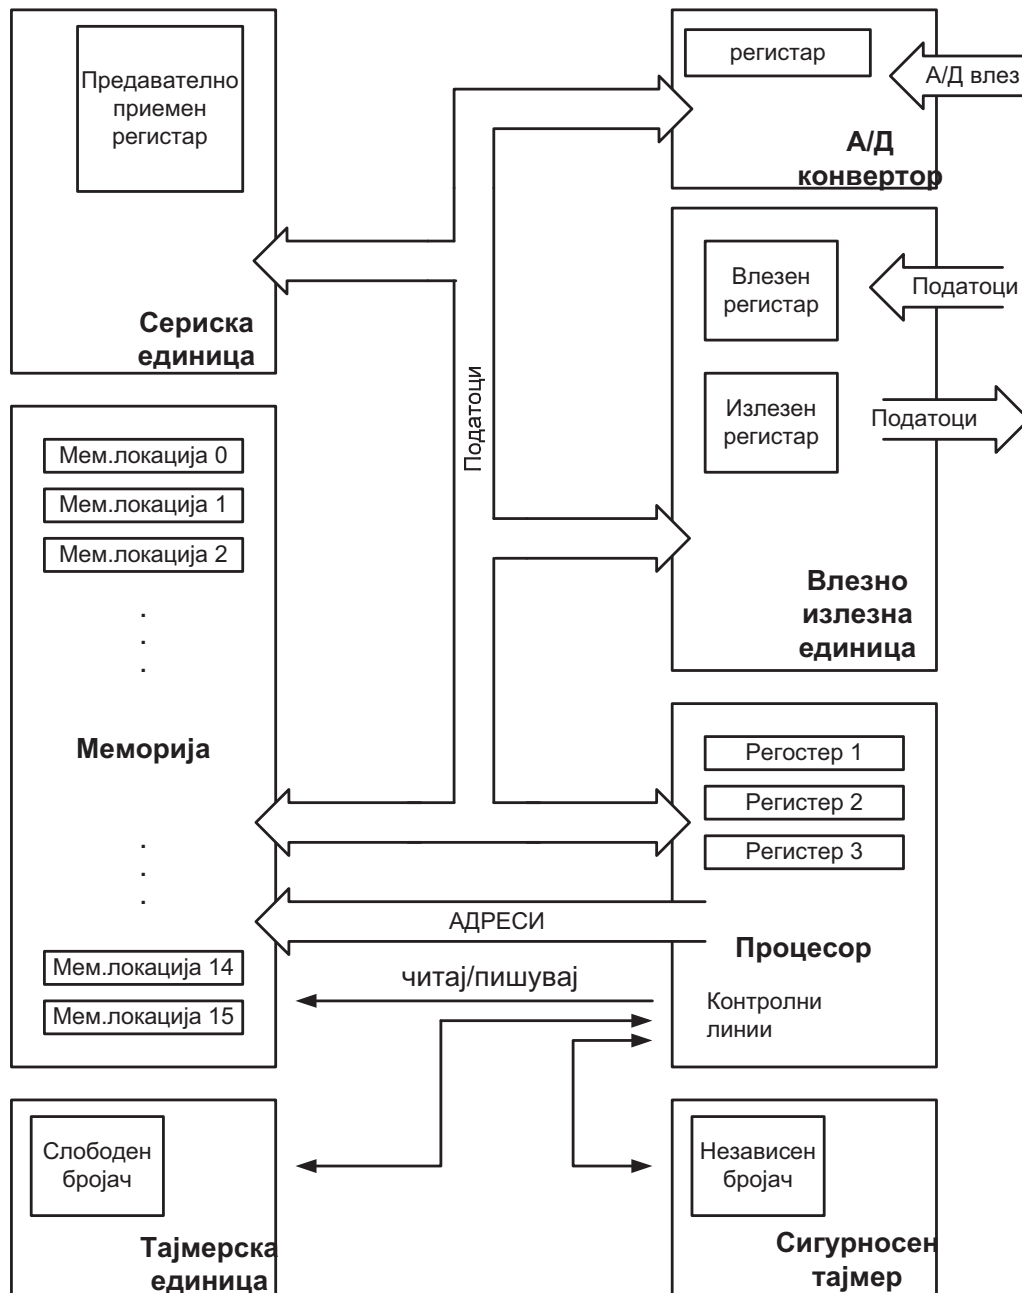 Предавателно
приемен
регистар
Сериска
единица
регистар
А/Д влез
А/Д
конвертор
Влезен
регистар
Податоци
Излезен
регистар
Податоци
Влезно
излезна
единица
Податоци
Мем.локација 0
Мем.локација 1
Мем.локација 2
.
.
.
Меморија
.
.
.
Мем.локација 14
Мем.локација 15
Регостер 1
Регистер 2
Регистер 3
Процесор
Контролни
линии
АДРЕСИ
читај/пишувај
Слободен
бројач
Тајмерска
единица
Независен
бројач
Сигурносен
тајмер